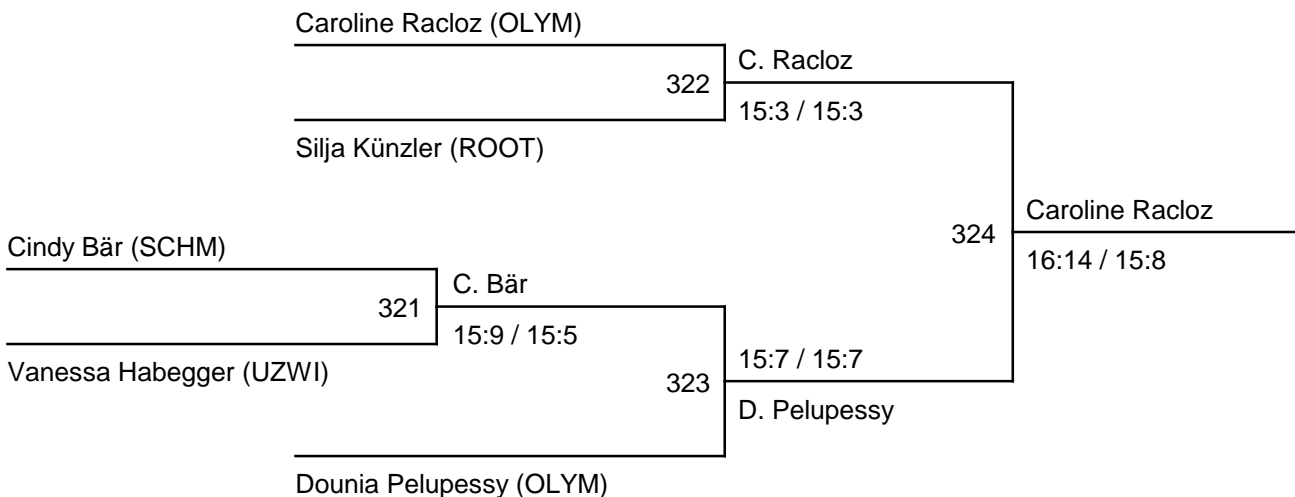 Caroline Racloz (OLYM)
C. Racloz
322
15:3 / 15:3
Silja Künzler (ROOT)
Caroline Racloz
324
Cindy Bär (SCHM)
16:14 / 15:8
C. Bär
321
15:9 / 15:5
15:7 / 15:7
Vanessa Habegger (UZWI)
323
D. Pelupessy
Dounia Pelupessy (OLYM)